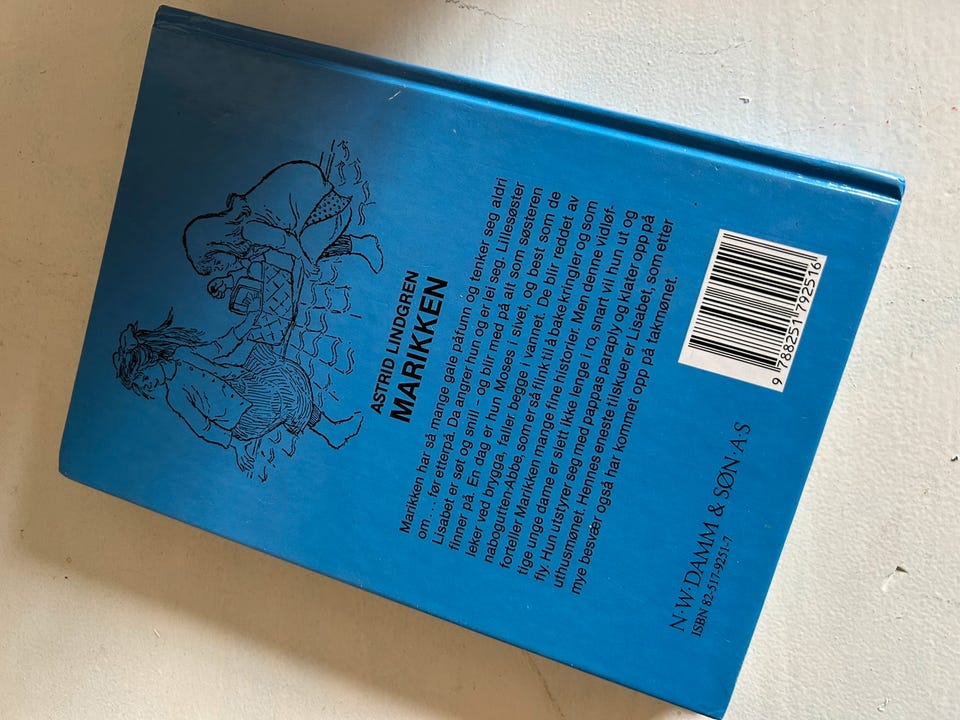 ASTRID LINDGREN
MARIKKEN
Marikken har så mange gale påfunn og tenker seg aldri
om... før etterpå. Da angrer hun og er lei seg. Lillesøster
Lisabet er søt og snill – og blir med på alt som søsteren
finner på. En dag er hun Moses i sivet, og best som de
leker ved brygga, faller begge i vannet. De blir reddet av
nabogutten Abbe, som er så flink til å bake kringler og som
forteller Marikken mange fine historier. Men denne vidløf-
tige unge dame er slett ikke lenge i ro, snart vil hun ut og
fly. Hun utstyrer seg med pappas paraply og klater opp på
uthusmønet. Hennes eneste tilskuer er Lisabet, som etter
mye besvær også har kommet opp på takmønet.
9 788251 792516
N·W·DAMM & SØN·A·S
ISBN 82-517-9251-7